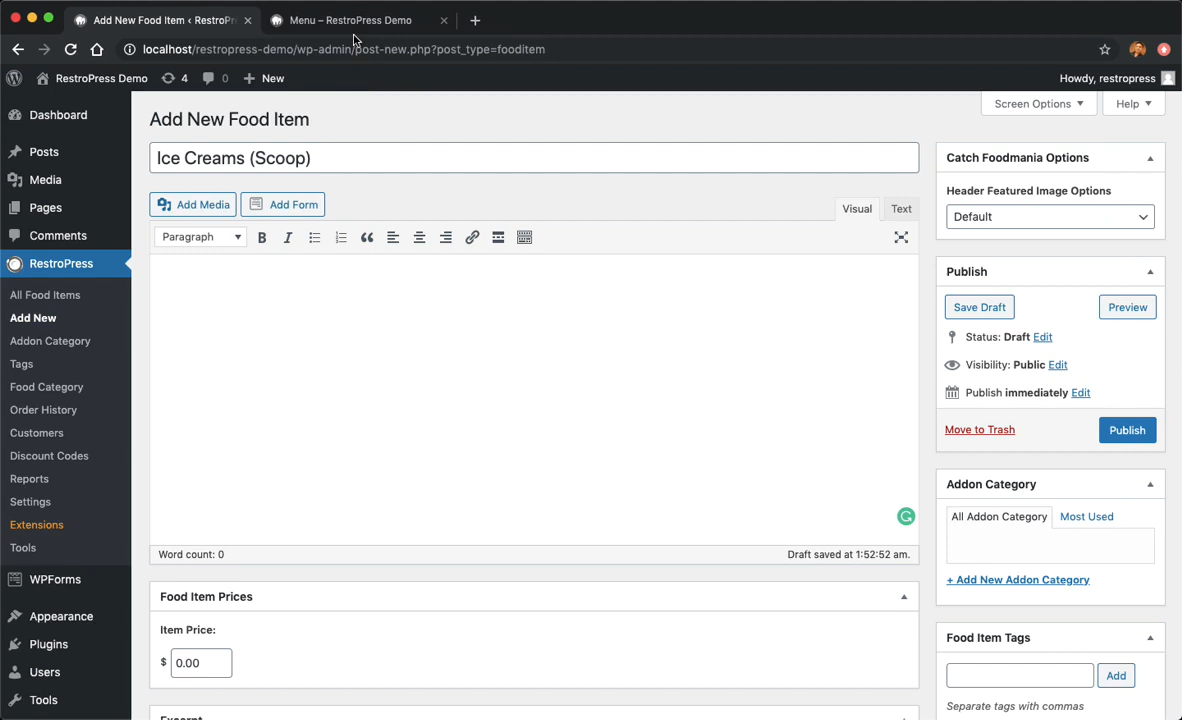 Add New Food Item ‹ RestroPr
Menu – RestroPress Demo
localhost/restropress-demo/wp-admin/post-new.php?post_type=fooditem
RestroPress Demo
4
0
New
Howdy, restropress
Dashboard
Posts
Media
Pages
Comments
RestroPress
All Food Items
Add New
Addon Category
Tags
Food Category
Order History
Customers
Discount Codes
Reports
Settings
Extensions
Tools
WPForms
Appearance
Plugins
Users
Tools
Screen Options
Help
Add New Food Item
Ice Creams (Scoop)
Add Media
Add Form
Visual
Text
Paragraph
Word count: 0
Draft saved at 1:52:52 am.
Food Item Prices
Item Price:
$ 0.00
Excerpt
Catch Foodmania Options
Header Featured Image Options
Default
Publish
Save Draft
Preview
Status: Draft Edit
Visibility: Public Edit
Publish immediately Edit
Move to Trash
Publish
Addon Category
All Addon Category
Most Used
+ Add New Addon Category
Food Item Tags
Add
Separate tags with commas